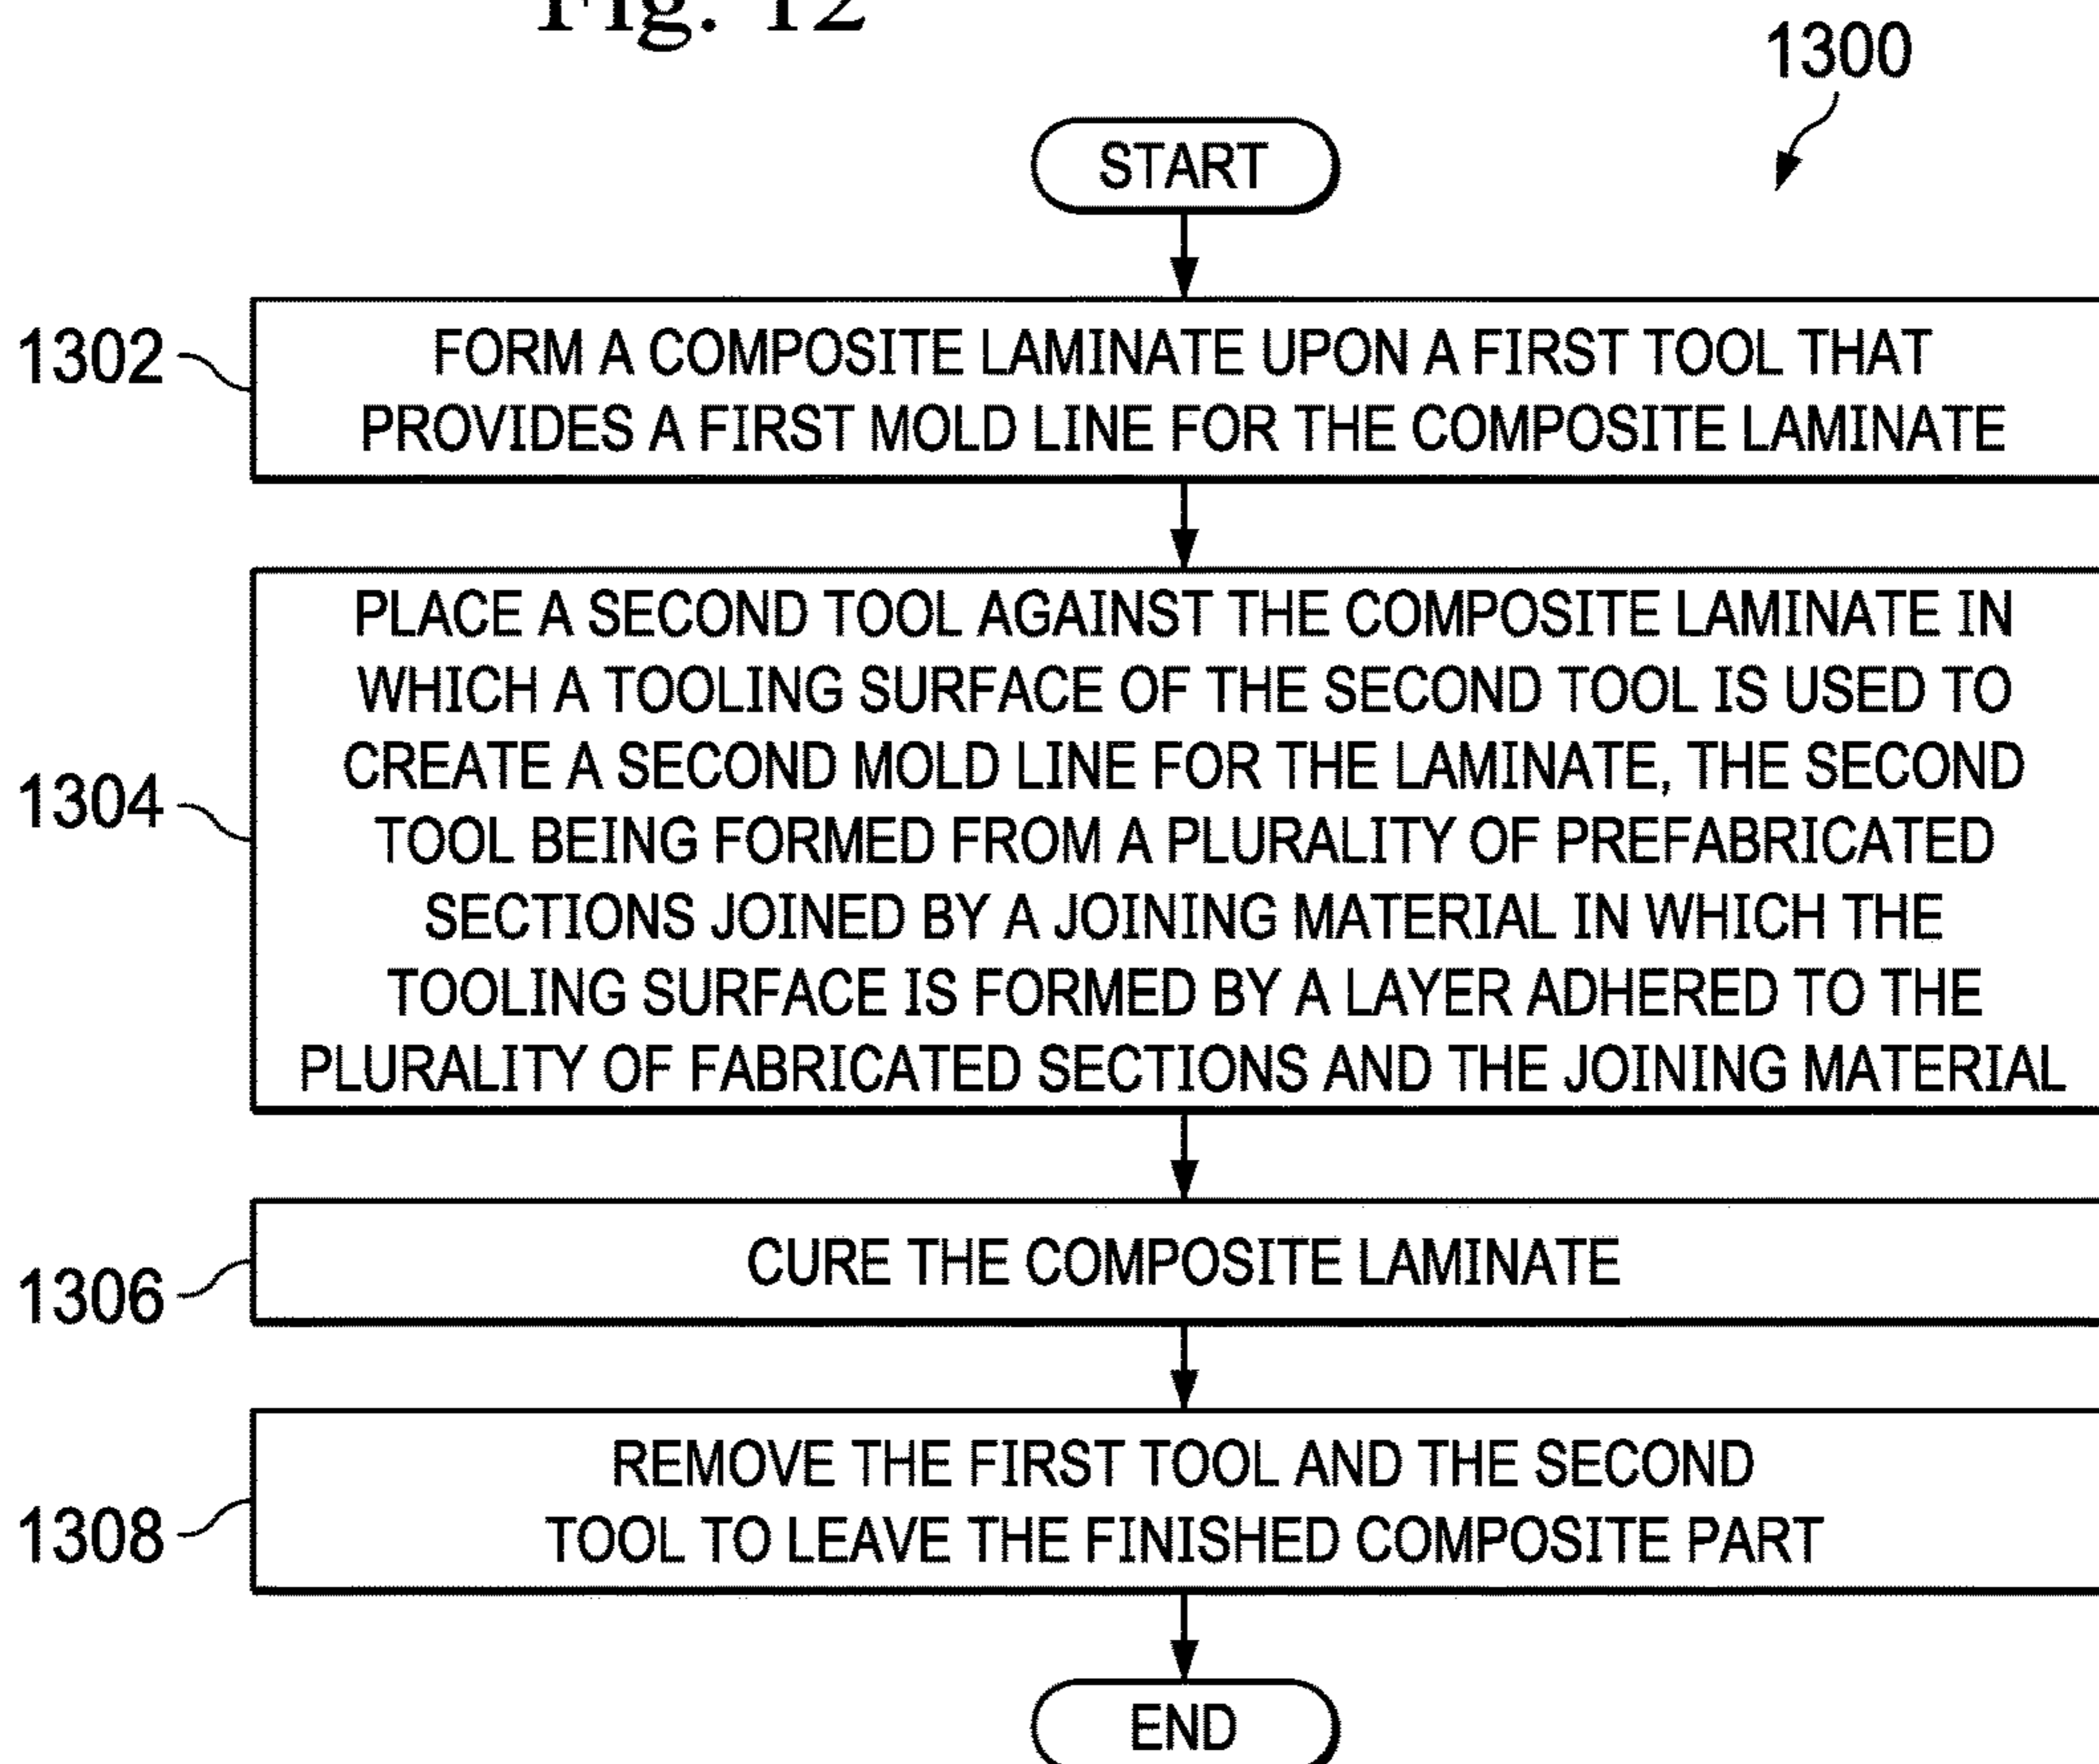 Fig. 12
1300
START
1302
FORM A COMPOSITE LAMINATE UPON A FIRST TOOL THAT
PROVIDES A FIRST MOLD LINE FOR THE COMPOSITE LAMINATE
1304
PLACE A SECOND TOOL AGAINST THE COMPOSITE LAMINATE IN
WHICH A TOOLING SURFACE OF THE SECOND TOOL IS USED TO
CREATE A SECOND MOLD LINE FOR THE LAMINATE, THE SECOND
TOOL BEING FORMED FROM A PLURALITY OF PREFABRICATED
SECTIONS JOINED BY A JOINING MATERIAL IN WHICH THE
TOOLING SURFACE IS FORMED BY A LAYER ADHERED TO THE
PLURALITY OF FABRICATED SECTIONS AND THE JOINING MATERIAL
1306
CURE THE COMPOSITE LAMINATE
1308
REMOVE THE FIRST TOOL AND THE SECOND
TOOL TO LEAVE THE FINISHED COMPOSITE PART
END